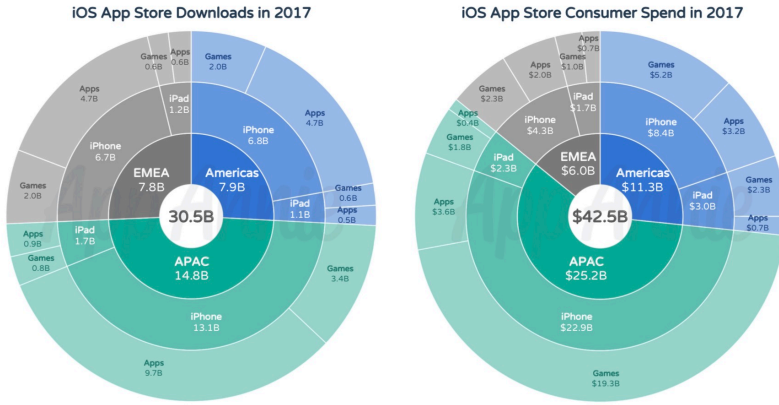 iOS App Store Downloads in 2017
Games
2.0B
Apps
4.7B
iPhone
6.8B
Games
0.6B
Apps
0.5B
iPad
1.1B
Americas
7.9B
Games
3.4B
Apps
9.7B
iPhone
13.1B
Games
0.8B
Apps
0.9B
iPad
1.7B
APAC
14.8B
Games
2.0B
Apps
4.7B
iPhone
6.7B
Games
0.6B
Apps
0.6B
iPad
1.2B
EMEA
7.8B
30.5B
App Annie
iOS App Store Consumer Spend in 2017
Games
$5.2B
Apps
$3.2B
iPhone
$8.4B
Games
$2.3B
Apps
$0.7B
iPad
$3.0B
Americas
$11.3B
Games
$19.3B
Apps
$3.6B
iPhone
$22.9B
Games
$1.8B
Apps
$0.4B
iPad
$2.3B
APAC
$25.2B
Games
$2.3B
Apps
$2.0B
iPhone
$4.3B
Games
$1.0B
Apps
$0.7B
iPad
$1.7B
EMEA
$6.0B
$42.5B
App Annie